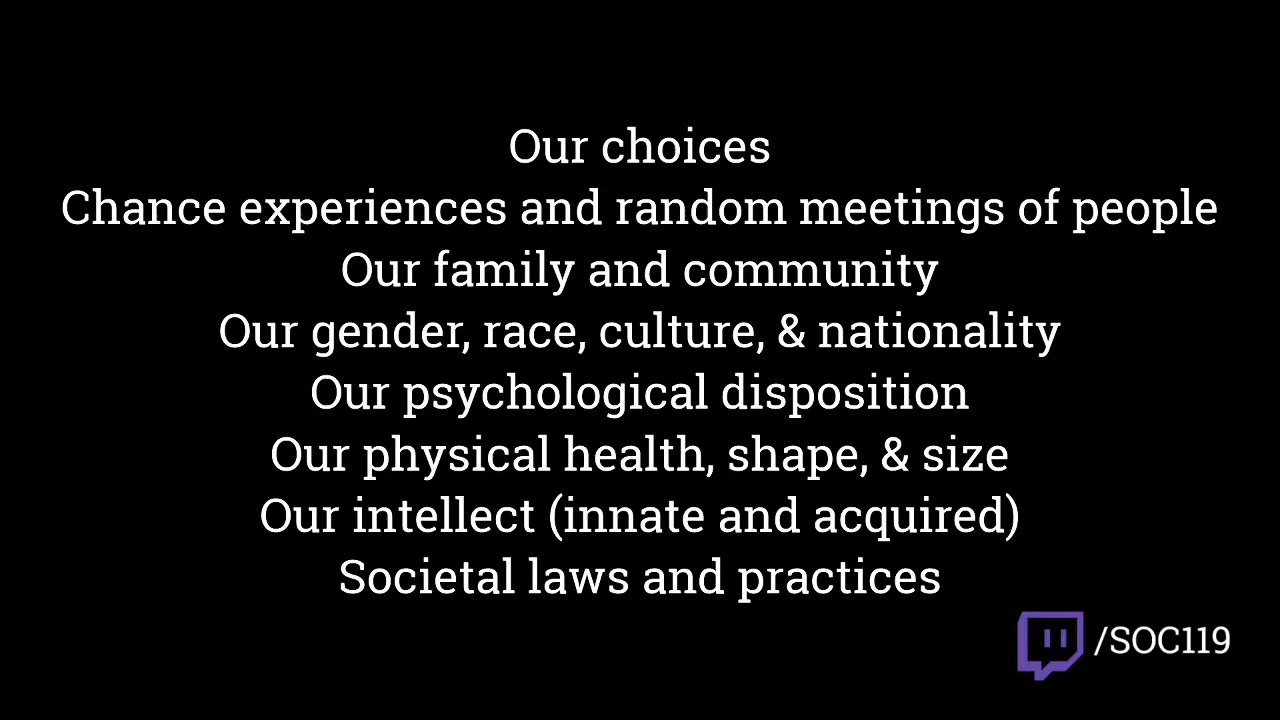 Our choices
Chance experiences and random meetings of people
Our family and community
Our gender, race, culture, & nationality
Our psychological disposition
Our physical health, shape, & size
Our intellect (innate and acquired)
Societal laws and practices
/SOC119